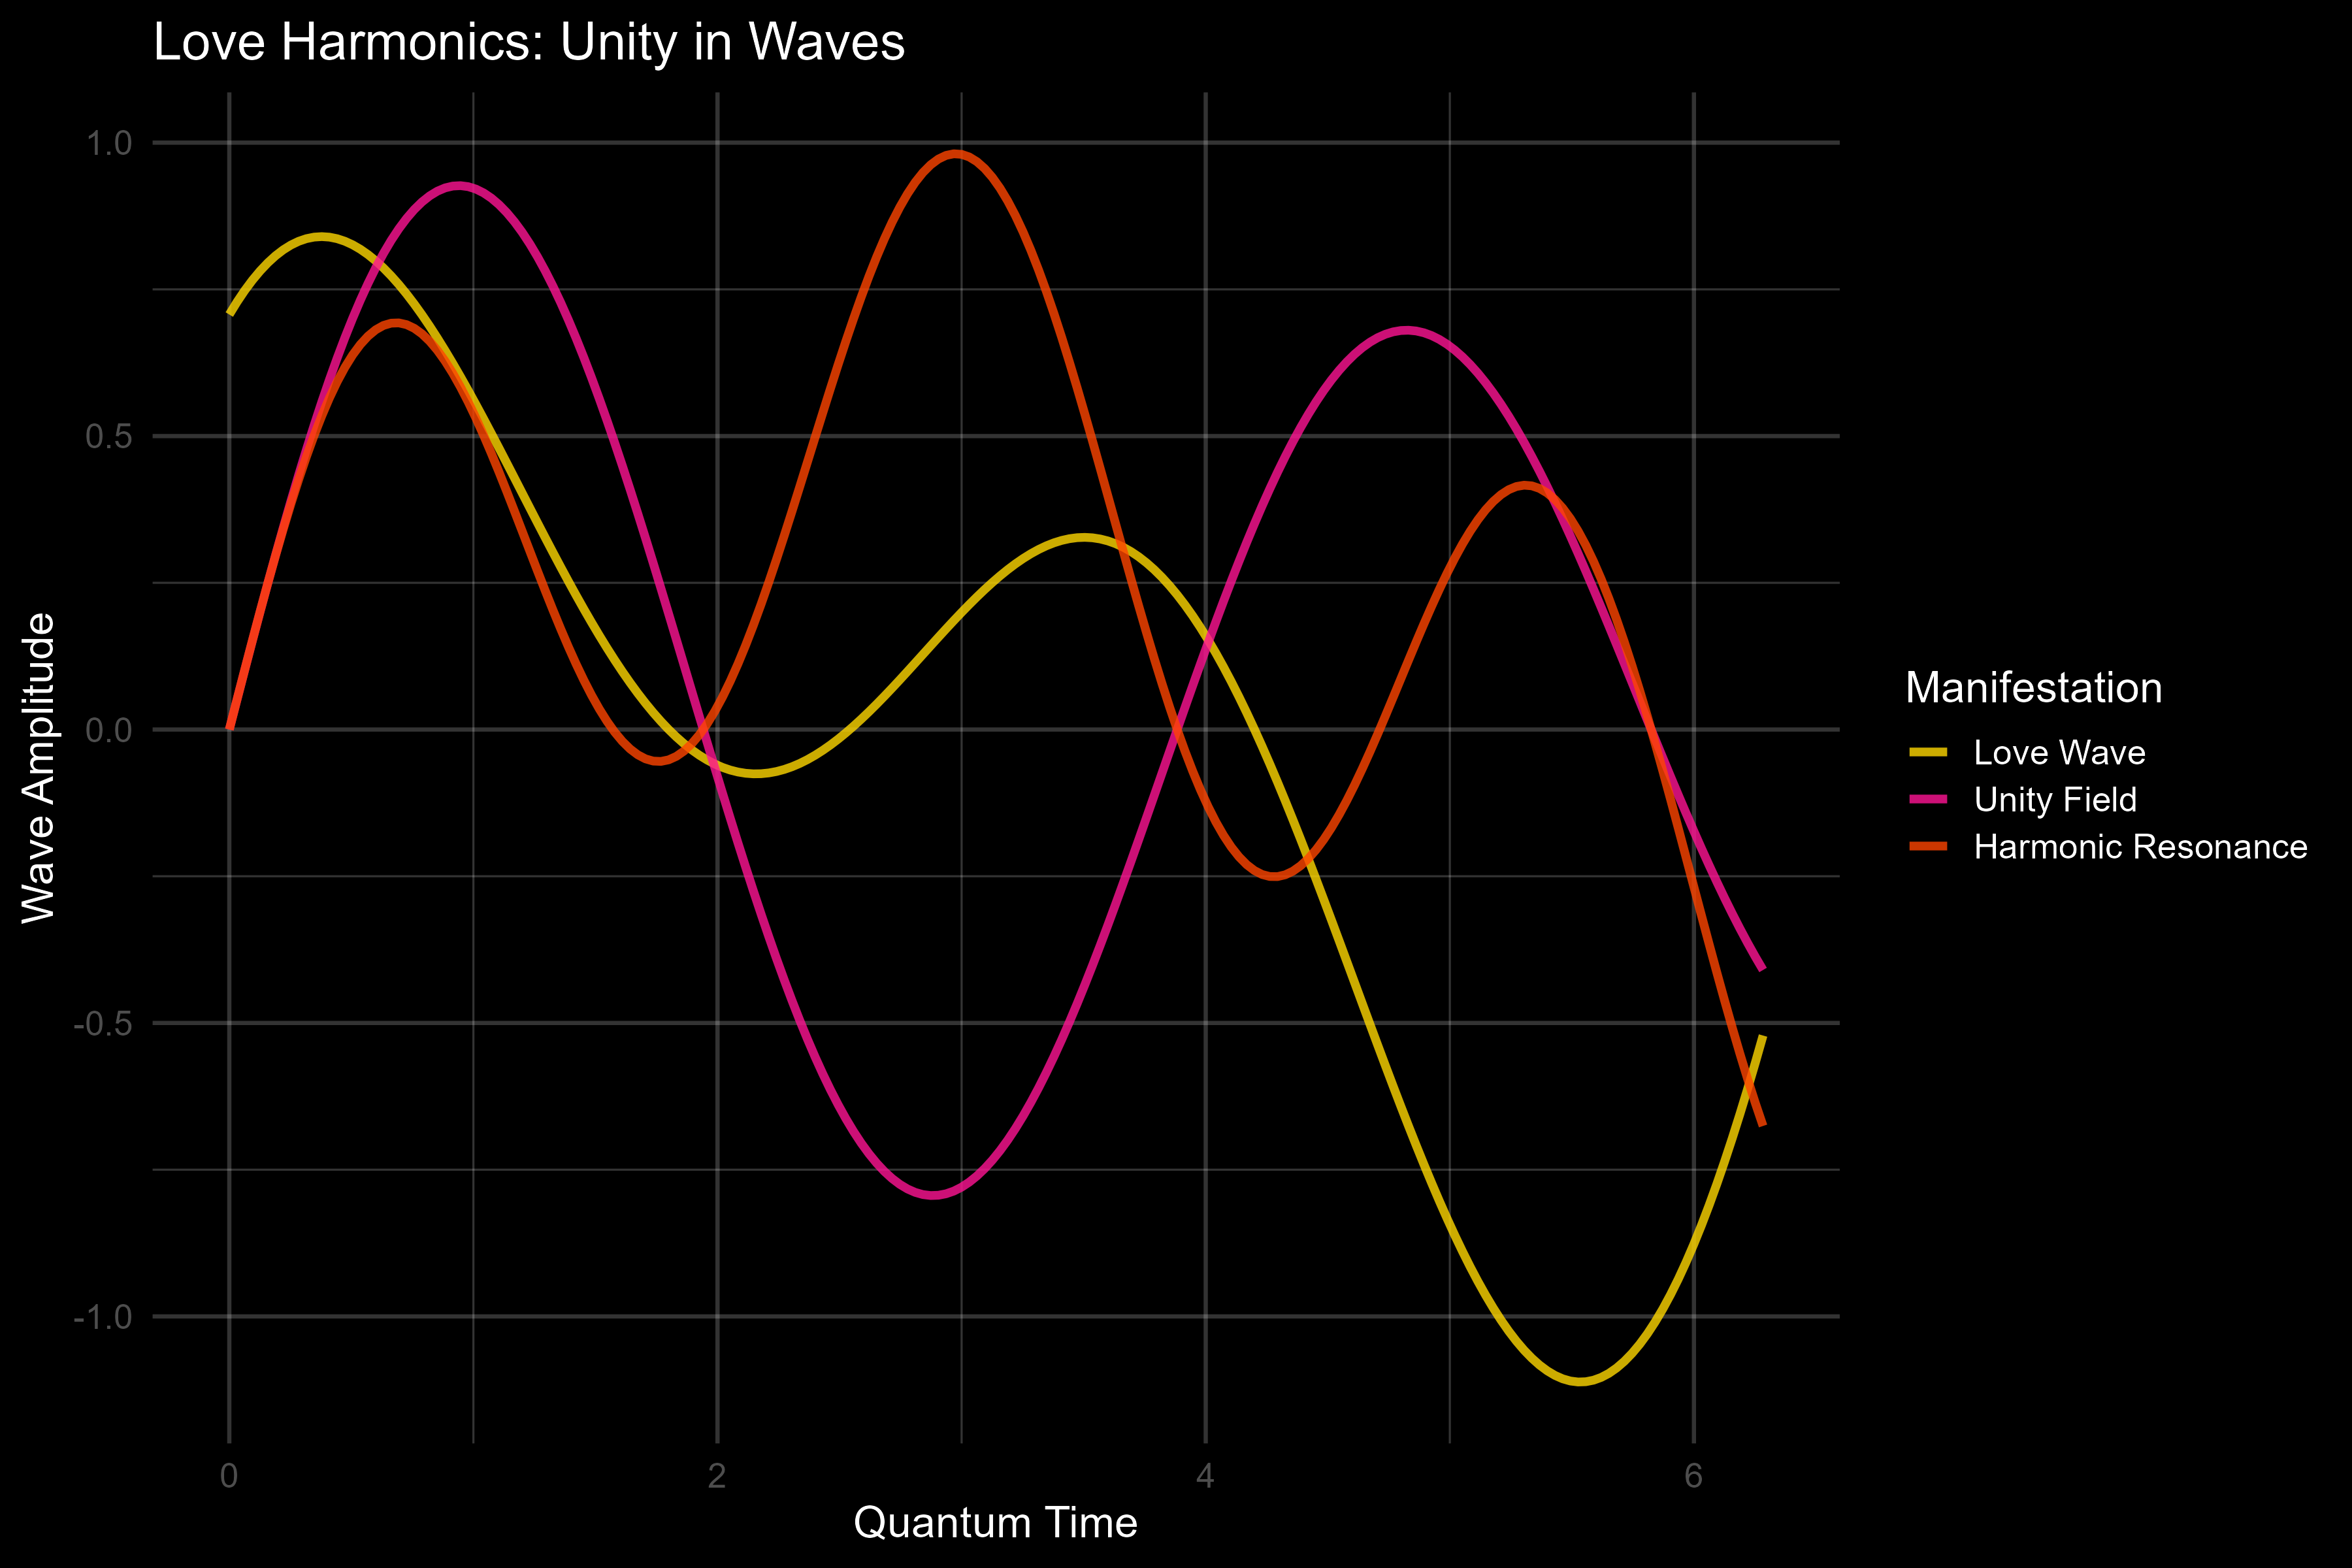 Love Harmonics: Unity in Waves
1.0
0.5
0.0
-0.5
-1.0
Wave Amplitude
0
2
4
6
Quantum Time
Manifestation
Love Wave
Unity Field
Harmonic Resonance